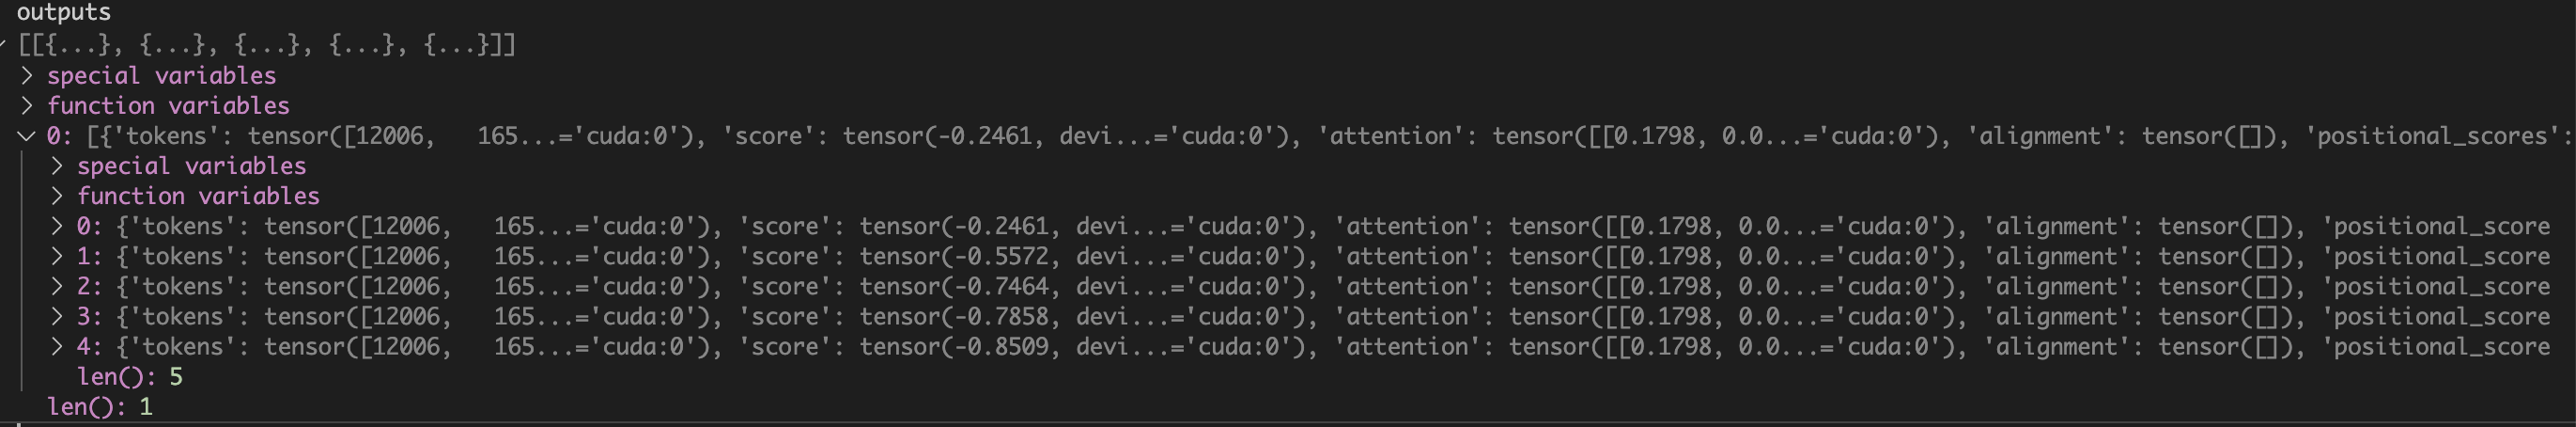 outputs
[[{...}, {...}, {...}, {...}, {...}]]
special variables
function variables
0: [{'tokens': tensor([12006,   165...='cuda:0'), 'score': tensor(-0.2461, devi...='cuda:0'), 'attention': tensor([[0.1798, 0.0...='cuda:0'), 'alignment': tensor([]), 'positional_scores':
special variables
function variables
0: {'tokens': tensor([12006,   165...='cuda:0'), 'score': tensor(-0.2461, devi...='cuda:0'), 'attention': tensor([[0.1798, 0.0...='cuda:0'), 'alignment': tensor([]), 'positional_score
1: {'tokens': tensor([12006,   165...='cuda:0'), 'score': tensor(-0.5572, devi...='cuda:0'), 'attention': tensor([[0.1798, 0.0...='cuda:0'), 'alignment': tensor([]), 'positional_score
2: {'tokens': tensor([12006,   165...='cuda:0'), 'score': tensor(-0.7464, devi...='cuda:0'), 'attention': tensor([[0.1798, 0.0...='cuda:0'), 'alignment': tensor([]), 'positional_score
3: {'tokens': tensor([12006,   165...='cuda:0'), 'score': tensor(-0.7858, devi...='cuda:0'), 'attention': tensor([[0.1798, 0.0...='cuda:0'), 'alignment': tensor([]), 'positional_score
4: {'tokens': tensor([12006,   165...='cuda:0'), 'score': tensor(-0.8509, devi...='cuda:0'), 'attention': tensor([[0.1798, 0.0...='cuda:0'), 'alignment': tensor([]), 'positional_score
len(): 5
len(): 1